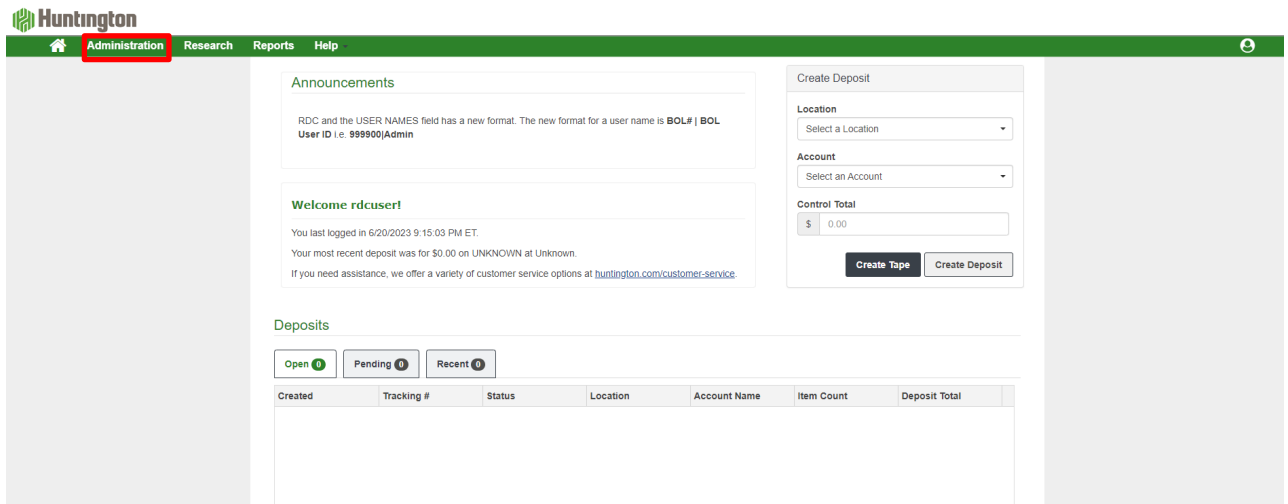 Huntington
Administration Research Reports Help
Announcements
RDC and the USER NAMES field has a new format. The new format for a user name is BOL# | BOL
User ID i.e. 999900|Admin
Welcome rdcuser!
You last logged in 6/20/2023 9:15:03 PM ET.
Your most recent deposit was for $0.00 on UNKNOWN at Unknown.
If you need assistance, we offer a variety of customer service options at huntington.com/customer-service.
Create Deposit
Location
Select a Location
Account
Select an Account
Control Total
$ 0.00
Create Tape Create Deposit
Deposits
Open 0 Pending 0 Recent 0
Created Tracking # Status Location Account Name Item Count Deposit Total